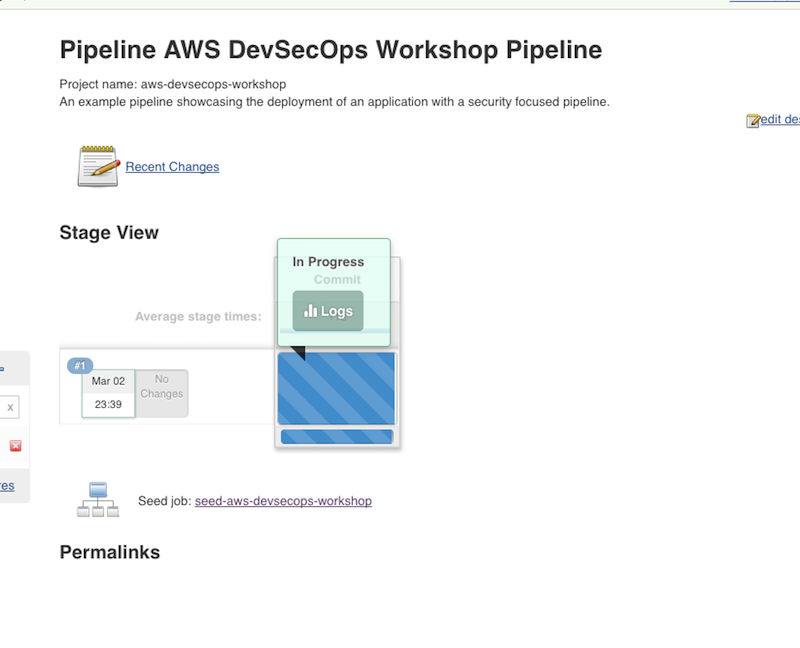 Pipeline AWS DevSecOps Workshop Pipeline
Project name: aws-devsecops-workshop
An example pipeline showcasing the deployment of an application with a security focused pipeline.
edit des
Recent Changes
Stage View
In Progress
Commit
Logs
Average stage times:
#1
Mar 02
23:39
No
Changes
x
res
Seed job: seed-aws-devsecops-workshop
Permalinks